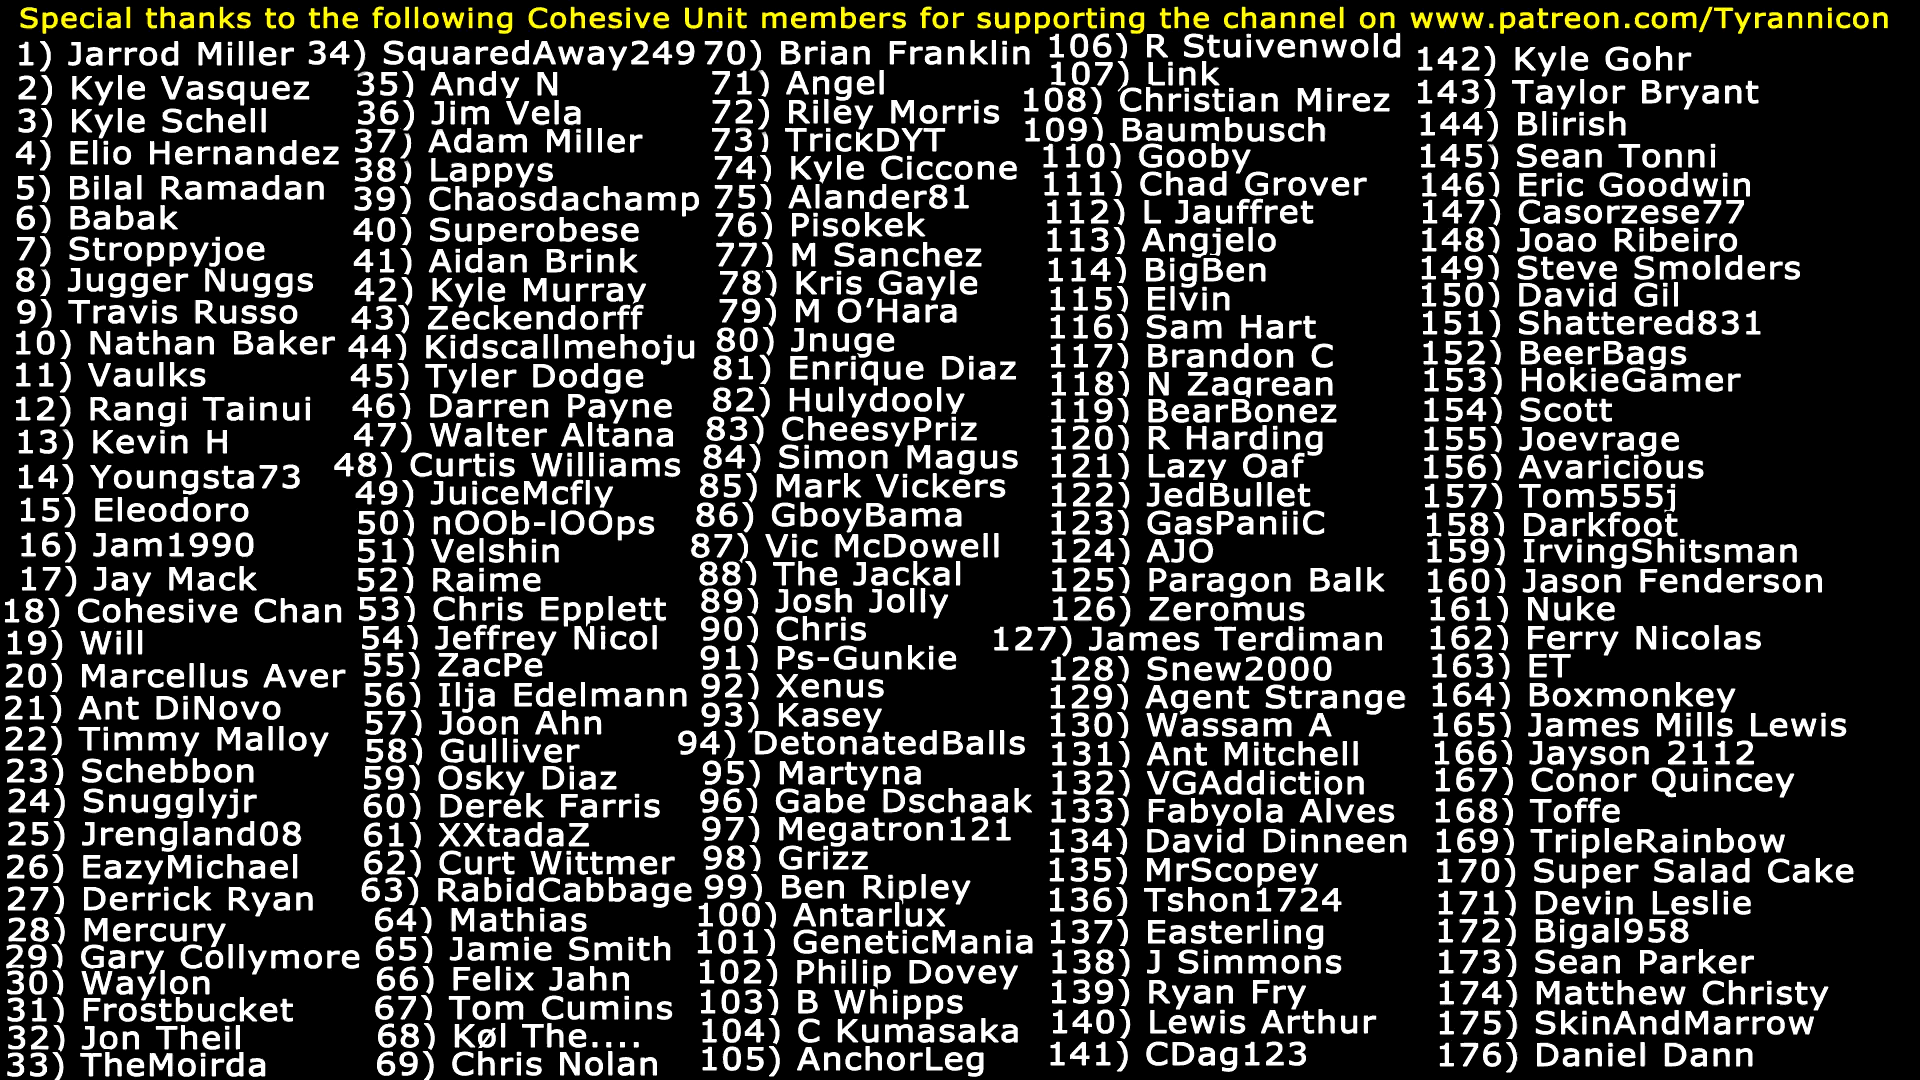 Special thanks to the following Cohesive Unit members for supporting the channel on www.patreon.com/Tyrannicon
1) Jarrod Miller
2) Kyle Vasquez
3) Kyle Schell
4) Elio Hernandez
5) Bilal Ramadan
6) Babak
7) Stroppyjoe
8) Jugger Nuggs
9) Travis Russo
10) Nathan Baker
11) Vaulks
12) Rangi Tainui
13) Kevin H
14) Youngsta73
15) Eleodoro
16) Jam1990
17) Jay Mack
18) Cohesive Chan
19) Will
20) Marcellus Aver
21) Ant DiNovo
22) Timmy Malloy
23) Schebbon
24) Snugglyjr
25) Jrengland08
26) EazyMichael
27) Derrick Ryan
28) Mercury
29) Gary Collymore
30) Waylon
31) Frostbucket
32) Jon Theil
33) TheMoirda
34) SquaredAway249
35) Andy N
36) Jim Vela
37) Adam Miller
38) Lappys
39) Chaosdachamp
40) Superobese
41) Aidan Brink
42) Kyle Murray
43) Zeckendorff
44) Kidscallmehoju
45) Tyler Dodge
46) Darren Payne
47) Walter Altana
48) Curtis Williams
49) JuiceMcfly
50) nOOb-lOOps
51) Velshin
52) Raime
53) Chris Epplett
54) Jeffrey Nicol
55) ZacPe
56) Ilja Edelmann
57) Joon Ahn
58) Gulliver
59) Osky Diaz
60) Derek Farris
61) XXtadaZ
62) Curt Wittmer
63) RabidCabbage
64) Mathias
65) Jamie Smith
66) Felix Jahn
67) Tom Cumins
68) Køl The....
69) Chris Nolan
70) Brian Franklin
71) Angel
72) Riley Morris
73) TrickDYT
74) Kyle Ciccone
75) Alander81
76) Pisokek
77) M Sanchez
78) Kris Gayle
79) M O’Hara
80) Jnuge
81) Enrique Diaz
82) Hulydooly
83) CheesyPriz
84) Simon Magus
85) Mark Vickers
86) GboyBama
87) Vic McDowell
88) The Jackal
89) Josh Jolly
90) Chris
91) Ps-Gunkie
92) Xenus
93) Kasey
94) DetonatedBalls
95) Martyna
96) Gabe Dschaak
97) Megatron121
98) Grizz
99) Ben Ripley
100) Antarlux
101) GeneticMania
102) Philip Dovey
103) B Whipps
104) C Kumasaka
105) AnchorLeg
106) R Stuivenwold
107) Link
108) Christian Mirez
109) Baumbusch
110) Gooby
111) Chad Grover
112) L Jauffret
113) Angjelo
114) BigBen
115) Elvin
116) Sam Hart
117) Brandon C
118) N Zagrean
119) BearBonez
120) R Harding
121) Lazy Oaf
122) JedBullet
123) GasPaniiC
124) AJO
125) Paragon Balk
126) Zeromus
127) James Terdiman
128) Snew2000
129) Agent Strange
130) Wassam A
131) Ant Mitchell
132) VGAddiction
133) Fabyola Alves
134) David Dinneen
135) MrScopey
136) Tshon1724
137) Easterling
138) J Simmons
139) Ryan Fry
140) Lewis Arthur
141) CDag123
142) Kyle Gohr
143) Taylor Bryant
144) Blirish
145) Sean Tonni
146) Eric Goodwin
147) Casorzese77
148) Joao Ribeiro
149) Steve Smolders
150) David Gil
151) Shattered831
152) BeerBags
153) HokieGamer
154) Scott
155) Joevrage
156) Avaricious
157) Tom555j
158) Darkfoot
159) IrvingShitsman
160) Jason Fenderson
161) Nuke
162) Ferry Nicolas
163) ET
164) Boxmonkey
165) James Mills Lewis
166) Jayson 2112
167) Conor Quincey
168) Toffe
169) TripleRainbow
170) Super Salad Cake
171) Devin Leslie
172) Bigal958
173) Sean Parker
174) Matthew Christy
175) SkinAndMarrow
176) Daniel Dann